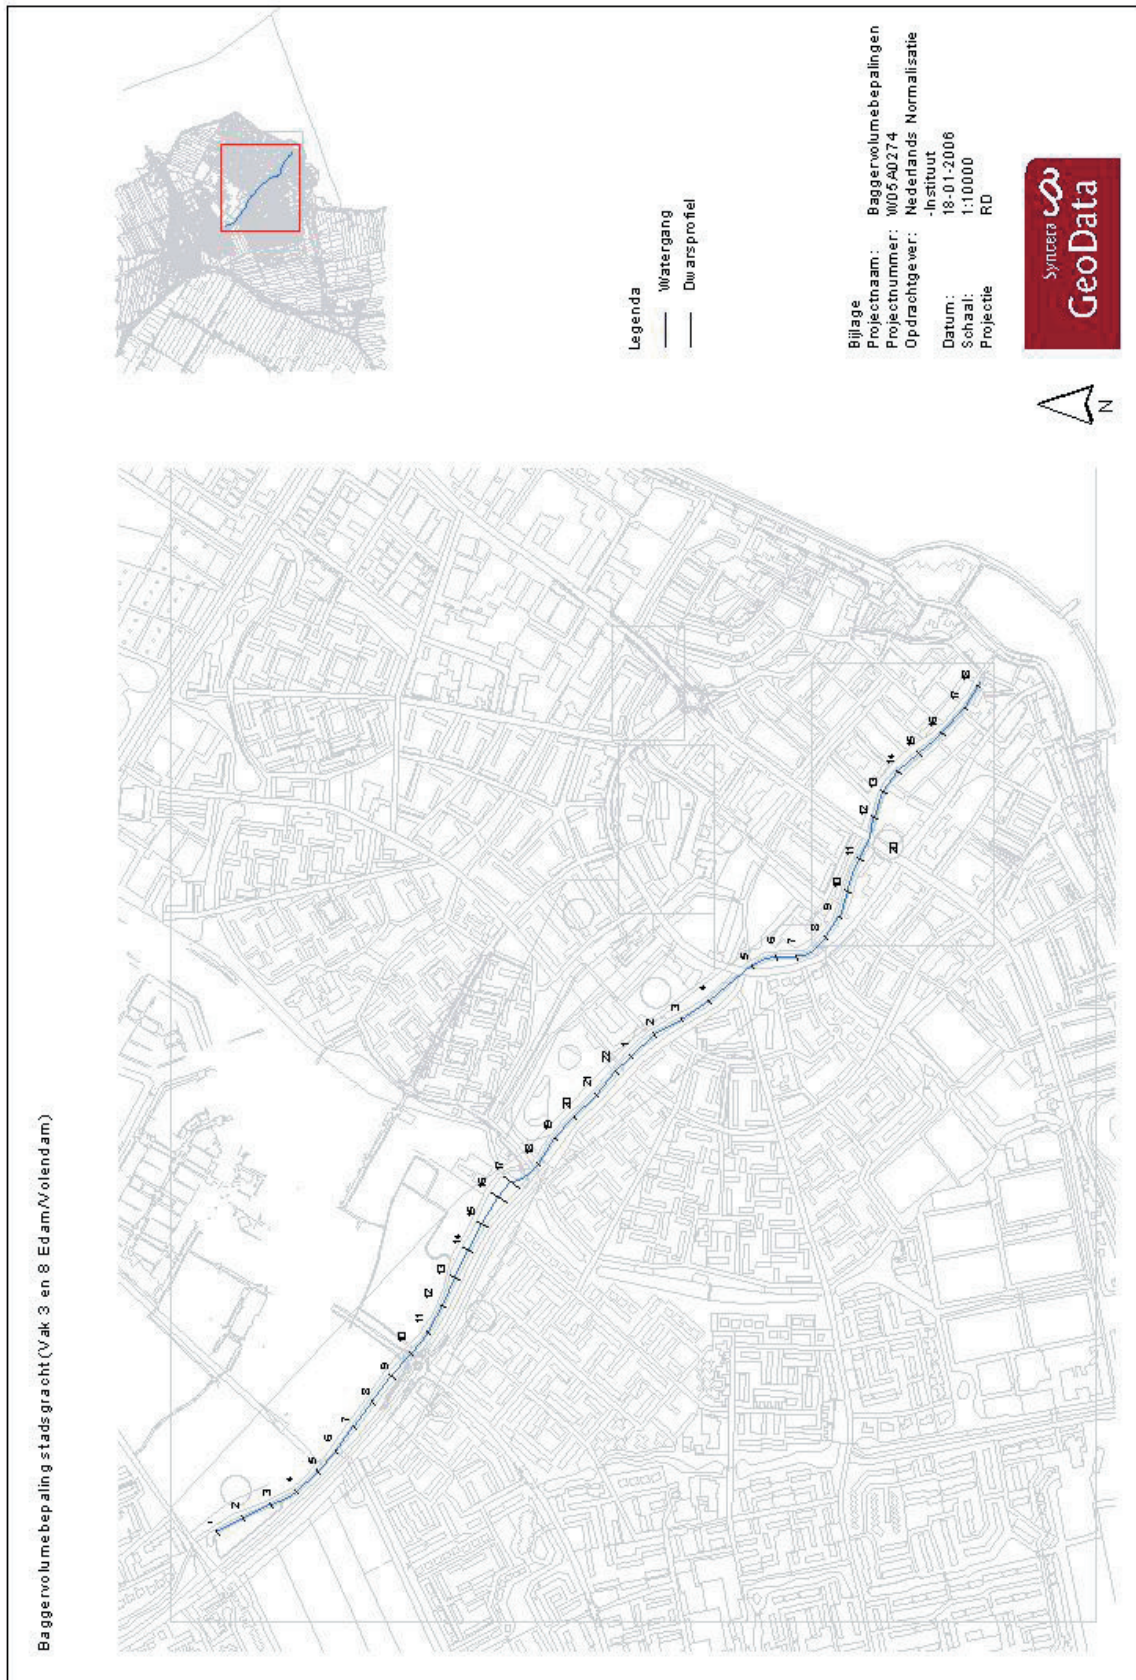 Baggervolumebepaling stadsgracht (Vak 3 en 8 Edam/Volendam)
1
2
3
4
5
6
7
8
9
10
11
12
13
14
15
16
17
18
19
20
21
22
1
2
3
4
5
6
7
8
9
10
11
20
12
13
14
15
16
17
18
Legenda
Watergang
Dwarsprofiel
Bijlage
Projectnaam: Baggervolumebepalingen
Projectnummer: W05A0274
Opdrachtgever: Nederlands Normalisatie
-Instituut
Datum: 18-01-2006
Schaal: 1:10000
Projectie RD
N
Syncera
GeoData